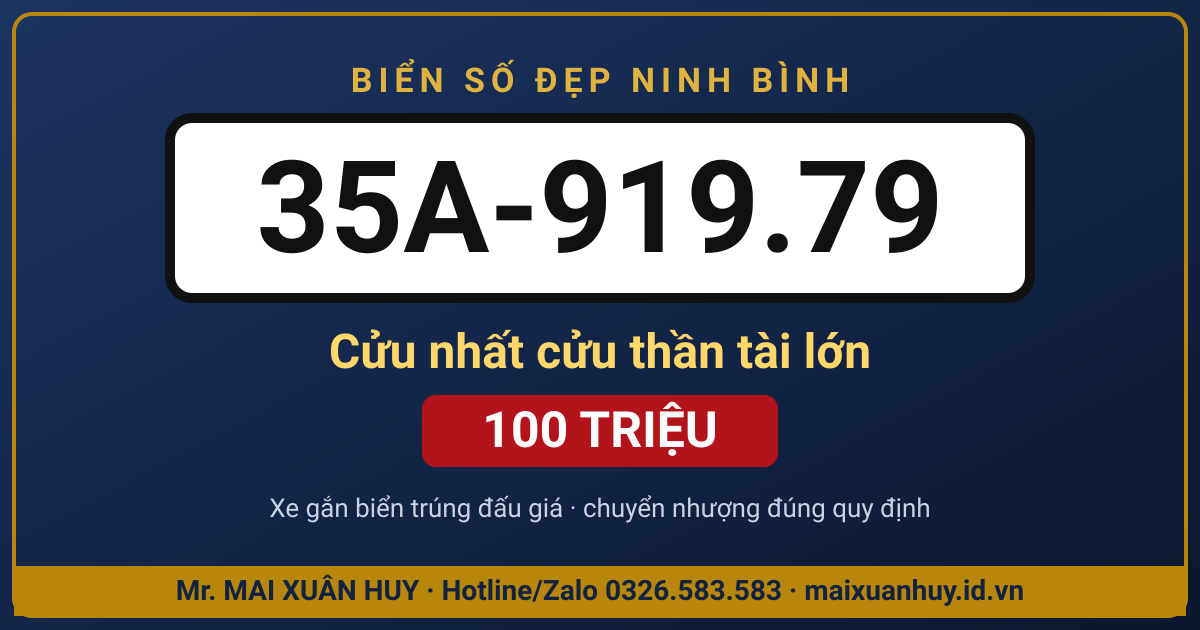 BIỂN SỐ ĐẸP NINH BÌNH
35A-919.79
Cửu nhất cửu thần tài lớn
100 TRIỆU
Xe gắn biển trúng đấu giá · chuyển nhượng đúng quy định
Mr. MAI XUÂN HUY · Hotline/Zalo 0326.583.583 · maixuanhuy.id.vn